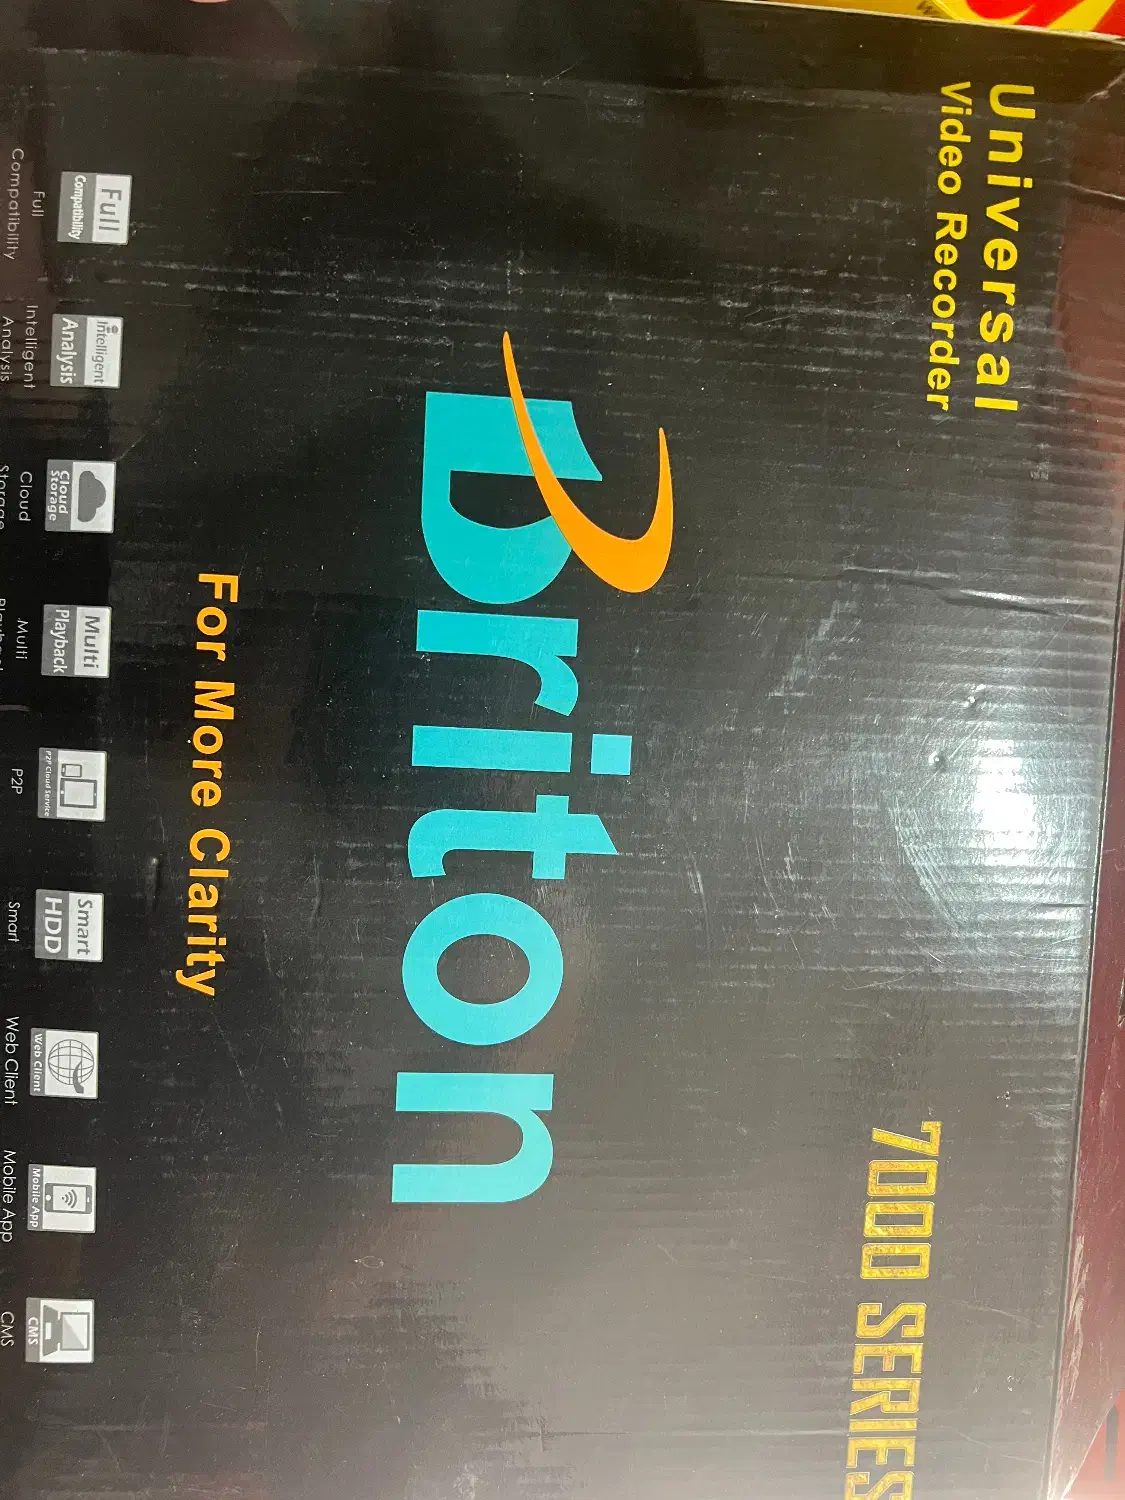 Universal
Video Recorder
7000 SERIES
Briton
For More Clarity
Full
Compatibility
Intelligent
Analysis
Cloud
Storage
Multi
Playback
P2P Cloud Service
Smart
HDD
Web Client
Mobile App
CMS
Full
Compatibility
Intelligent
Analysis
Cloud
Storage
Multi
P2P
Smart
Web Client
Mobile App
CMS